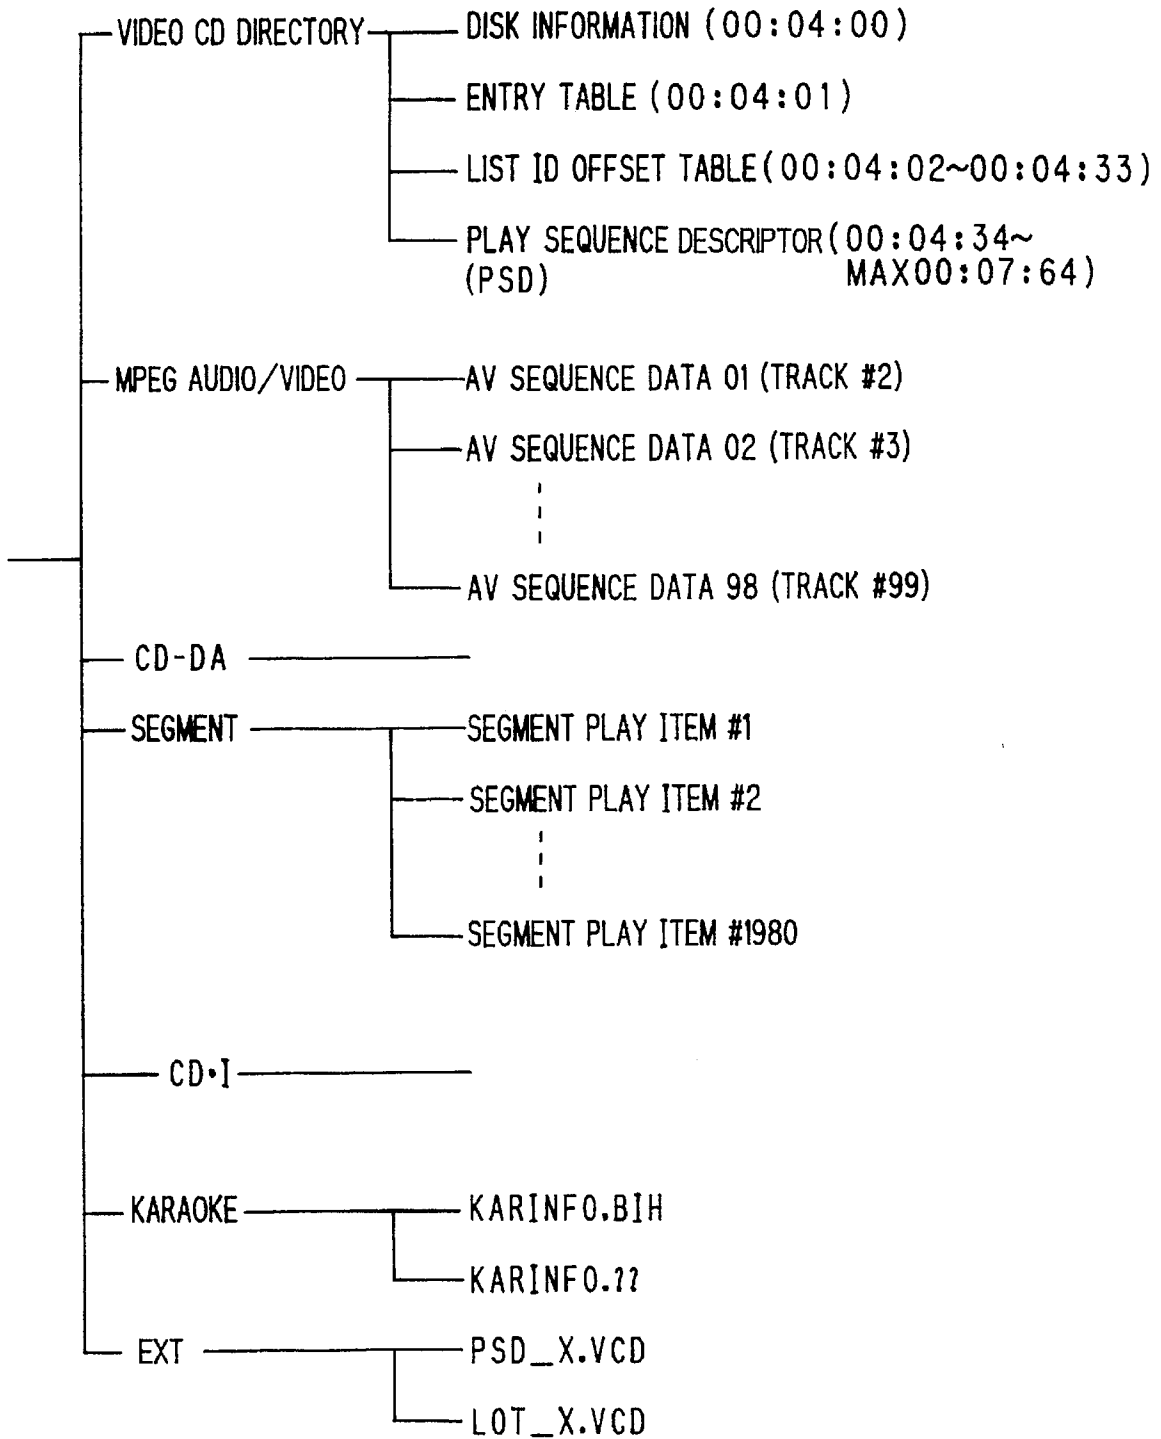 VIDEO CD DIRECTORY
DISK INFORMATION (00:04:00)
ENTRY TABLE (00:04:01)
LIST ID OFFSET TABLE(00:04:02~00:04:33)
PLAY SEQUENCE DESCRIPTOR(00:04:34~
(PSD) MAX00:07:64)
MPEG AUDIO/VIDEO
AV SEQUENCE DATA 01 (TRACK #2)
AV SEQUENCE DATA 02 (TRACK #3)
AV SEQUENCE DATA 98 (TRACK #99)
CD-DA
SEGMENT
SEGMENT PLAY ITEM #1
SEGMENT PLAY ITEM #2
SEGMENT PLAY ITEM #1980
CD•I
KARAOKE
KARINFO.BIH
KARINFO.??
EXT
PSD_X.VCD
LOT_X.VCD